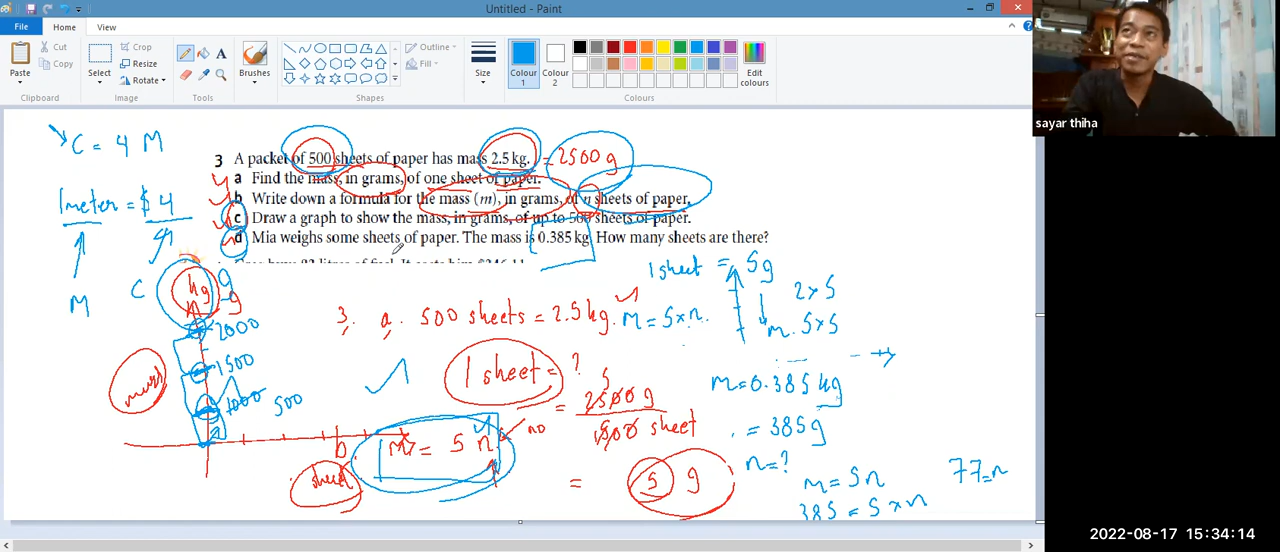 Untitled - Paint
File Home View
Paste
Cut
Copy
Clipboard
Select
Crop
Resize
Rotate
Image
Tools
Brushes
Shapes
Outline
Fill
Size
Colour 1
Colour 2
Colours
Edit colours
sayar thiha
C = 4 M
1 meter = $ 4
M
C
3 A packet of 500 sheets of paper has mass 2.5 kg. = 2500 g
a Find the mass, in grams, of one sheet of paper.
b Write down a formula for the mass (m), in grams, of n sheets of paper.
c Draw a graph to show the mass, in grams, of up to 500 sheets of paper.
d Mia weighs some sheets of paper. The mass is 0.385 kg. How many sheets are there?
kg g
g
2000
1500
1000 500
mass
sheet
3. a. 500 sheets = 2.5 kg.
1 sheet = ?
= 2500 g 5
500 sheet
= 5 g
b m = 5 n
no
1 sheet = 5g
2 x 5
m = 5 x n.
m. 5 x 5
m = 0.385 kg
= 385 g
n = ?
m = 5n
385 = 5 x n
77 = n
2022-08-17 15:34:14